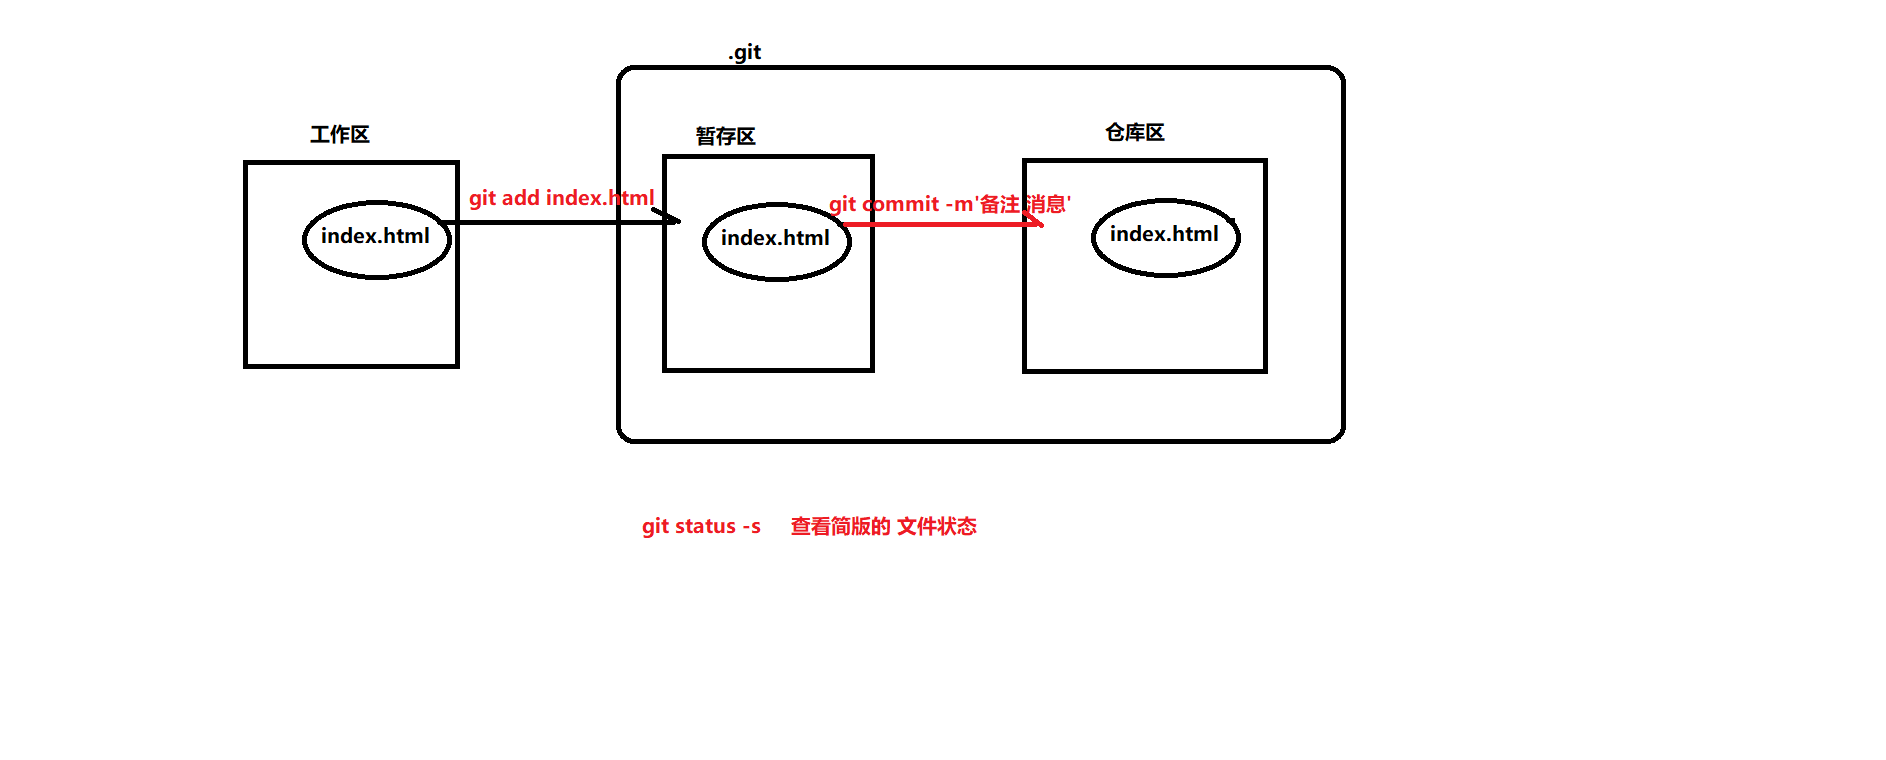 .git
工作区
暂存区
仓库区
git add index.html
git commit -m'备注 消息'
index.html
index.html
index.html
git status -s 查看简版的 文件状态